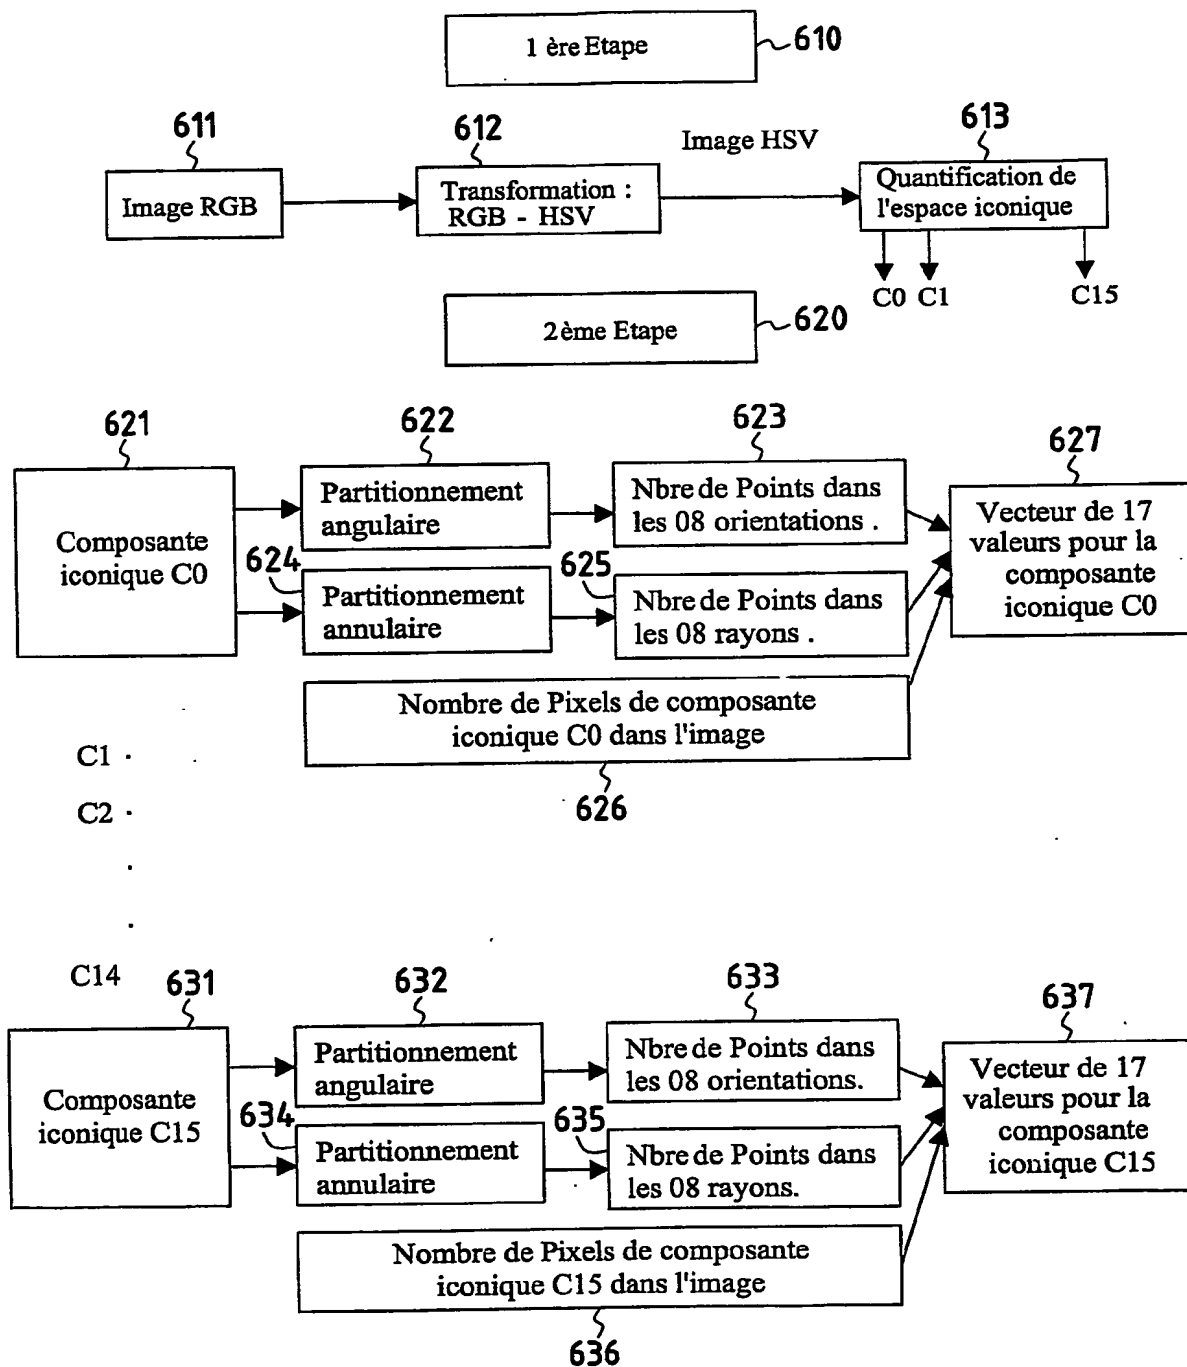 1 ère Etape
610
611
612
Image HSV
613
Image RGB
Transformation :
RGB - HSV
Quantification de
l'espace iconique
C0
C1
C15
2ème Etape
620
621
622
623
627
Composante
iconique C0
Partitionnement
angulaire
Nbre de Points dans
les 08 orientations .
Vecteur de 17
valeurs pour la
composante
iconique C0
624
Partitionnement
annulaire
625
Nbre de Points dans
les 08 rayons .
Nombre de Pixels de composante
iconique C0 dans l'image
626
C1 .
C2 .
.
.
C14
631
632
633
637
Composante
iconique C15
Partitionnement
angulaire
Nbre de Points dans
les 08 orientations.
Vecteur de 17
valeurs pour la
composante
iconique C15
634
Partitionnement
annulaire
635
Nbre de Points dans
les 08 rayons.
Nombre de Pixels de composante
iconique C15 dans l'image
636